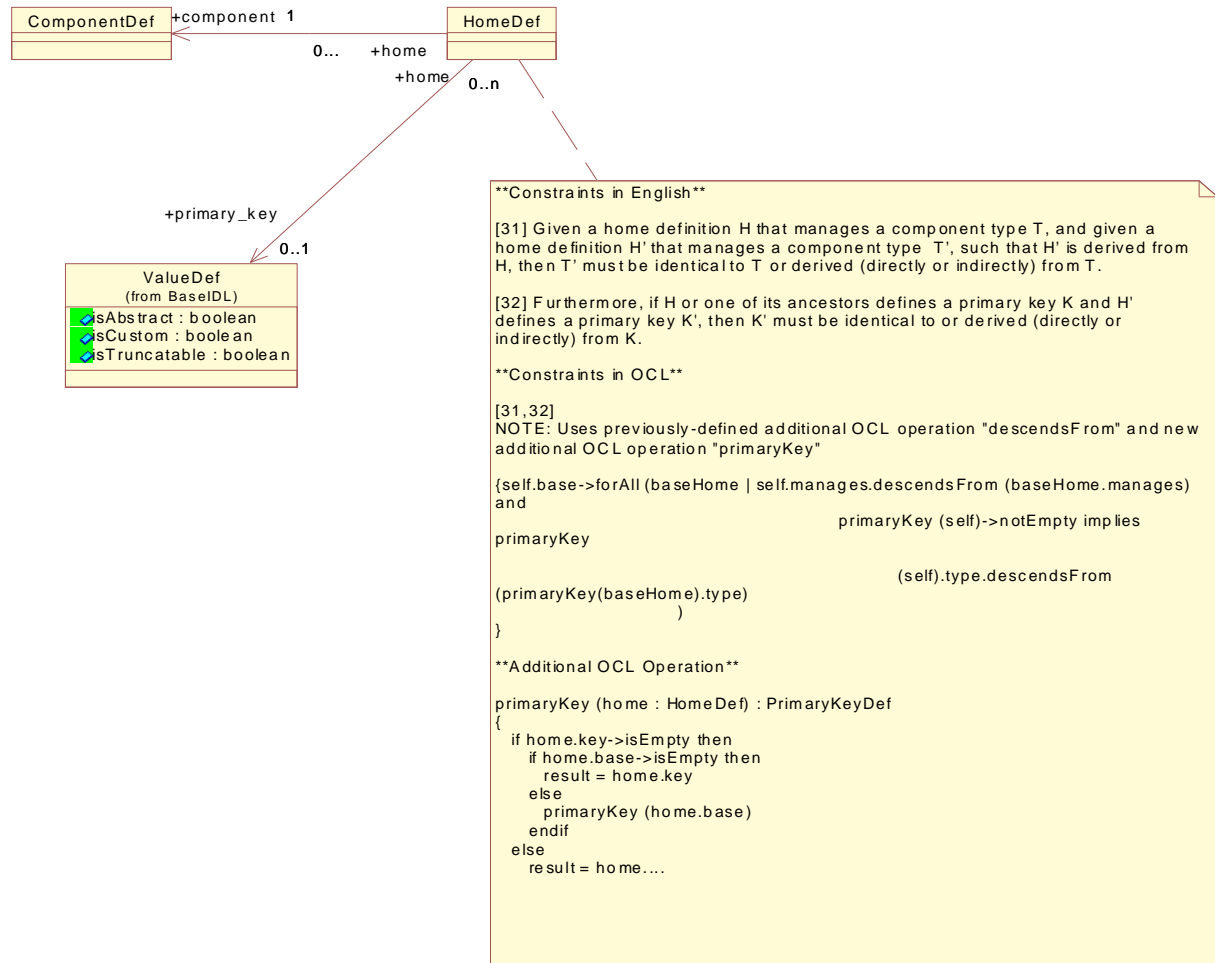 ComponentDef
+component 1
HomeDef
0... +home
+home 0..n
+primary_key
0..1
ValueDef
(from BaseIDL)
isAbstract : boolean
isCustom : boolean
isTruncatable : boolean
**Constraints in English**
[31] Given a home definition H that manages a component type T, and given a
home definition H' that manages a component type T', such that H' is derived from
H, then T' must be identical to T or derived (directly or indirectly) from T.
[32] Furthermore, if H or one of its ancestors defines a primary key K and H'
defines a primary key K', then K' must be identical to or derived (directly or
indirectly) from K.
**Constraints in OCL**
[31,32]
NOTE: Uses previously-defined additional OCL operation "descendsFrom" and new
additional OCL operation "primaryKey"
{self.base->forAll (baseHome | self.manages.descendsFrom (baseHome.manages)
and
primaryKey (self)->notEmpty implies
primaryKey
(self).type.descendsFrom
(primaryKey(baseHome).type)
)
}
**Additional OCL Operation**
primaryKey (home : HomeDef) : PrimaryKeyDef
{
if home.key->isEmpty then
if home.base->isEmpty then
result = home.key
else
primaryKey (home.base)
endif
else
result = home....